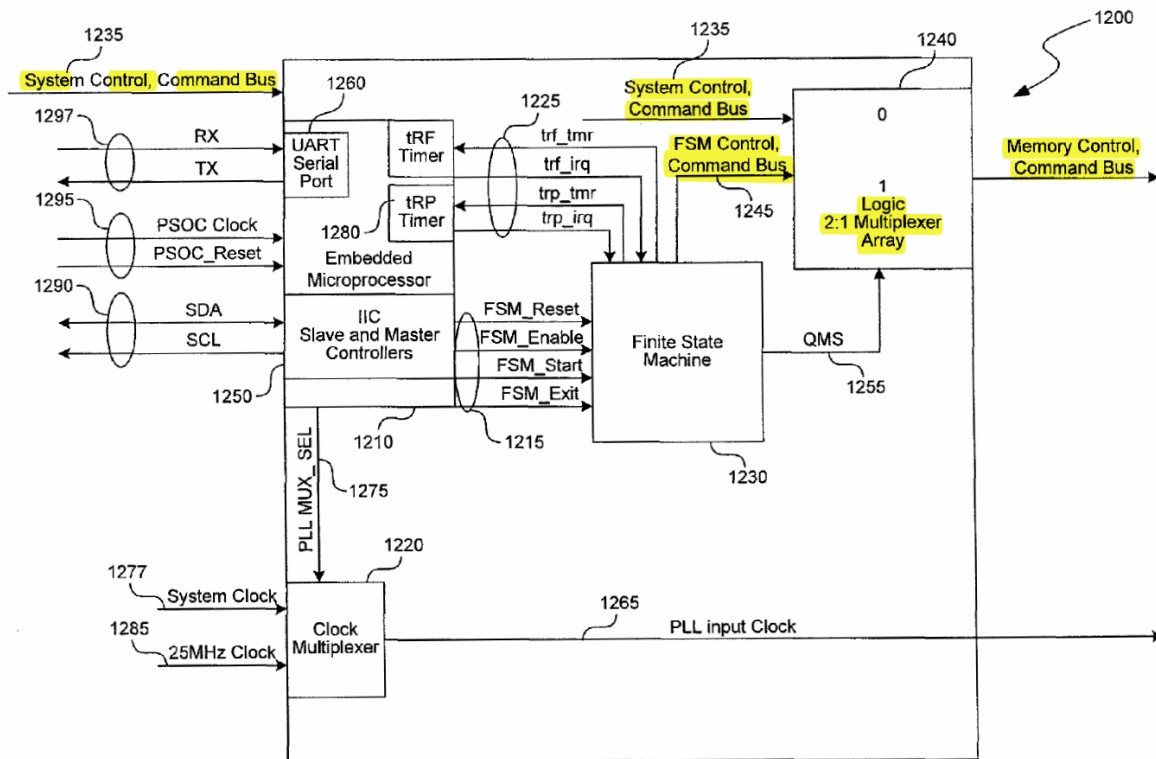 1200
1235
System Control, Command Bus
1235
1240
System Control,
Command Bus
0
1260
1225
1297
RX
TX
UART
Serial
Port
tRF
Timer
trf_tmr
trf_irq
FSM Control,
Command Bus
1245
Memory Control,
Command Bus
1
Logic
2:1 Multiplexer
Array
1295
PSOC Clock
PSOC_Reset
1280
tRP
Timer
trp_tmr
trp_irq
Embedded
Microprocessor
1290
SDA
SCL
IIC
Slave and Master
Controllers
FSM_Reset
FSM_Enable
FSM_Start
FSM_Exit
Finite State
Machine
QMS
1255
1250
1210
1215
1230
PLL MUX_ SEL
1275
1220
1277
System Clock
1285
25MHz Clock
Clock
Multiplexer
1265
PLL input Clock